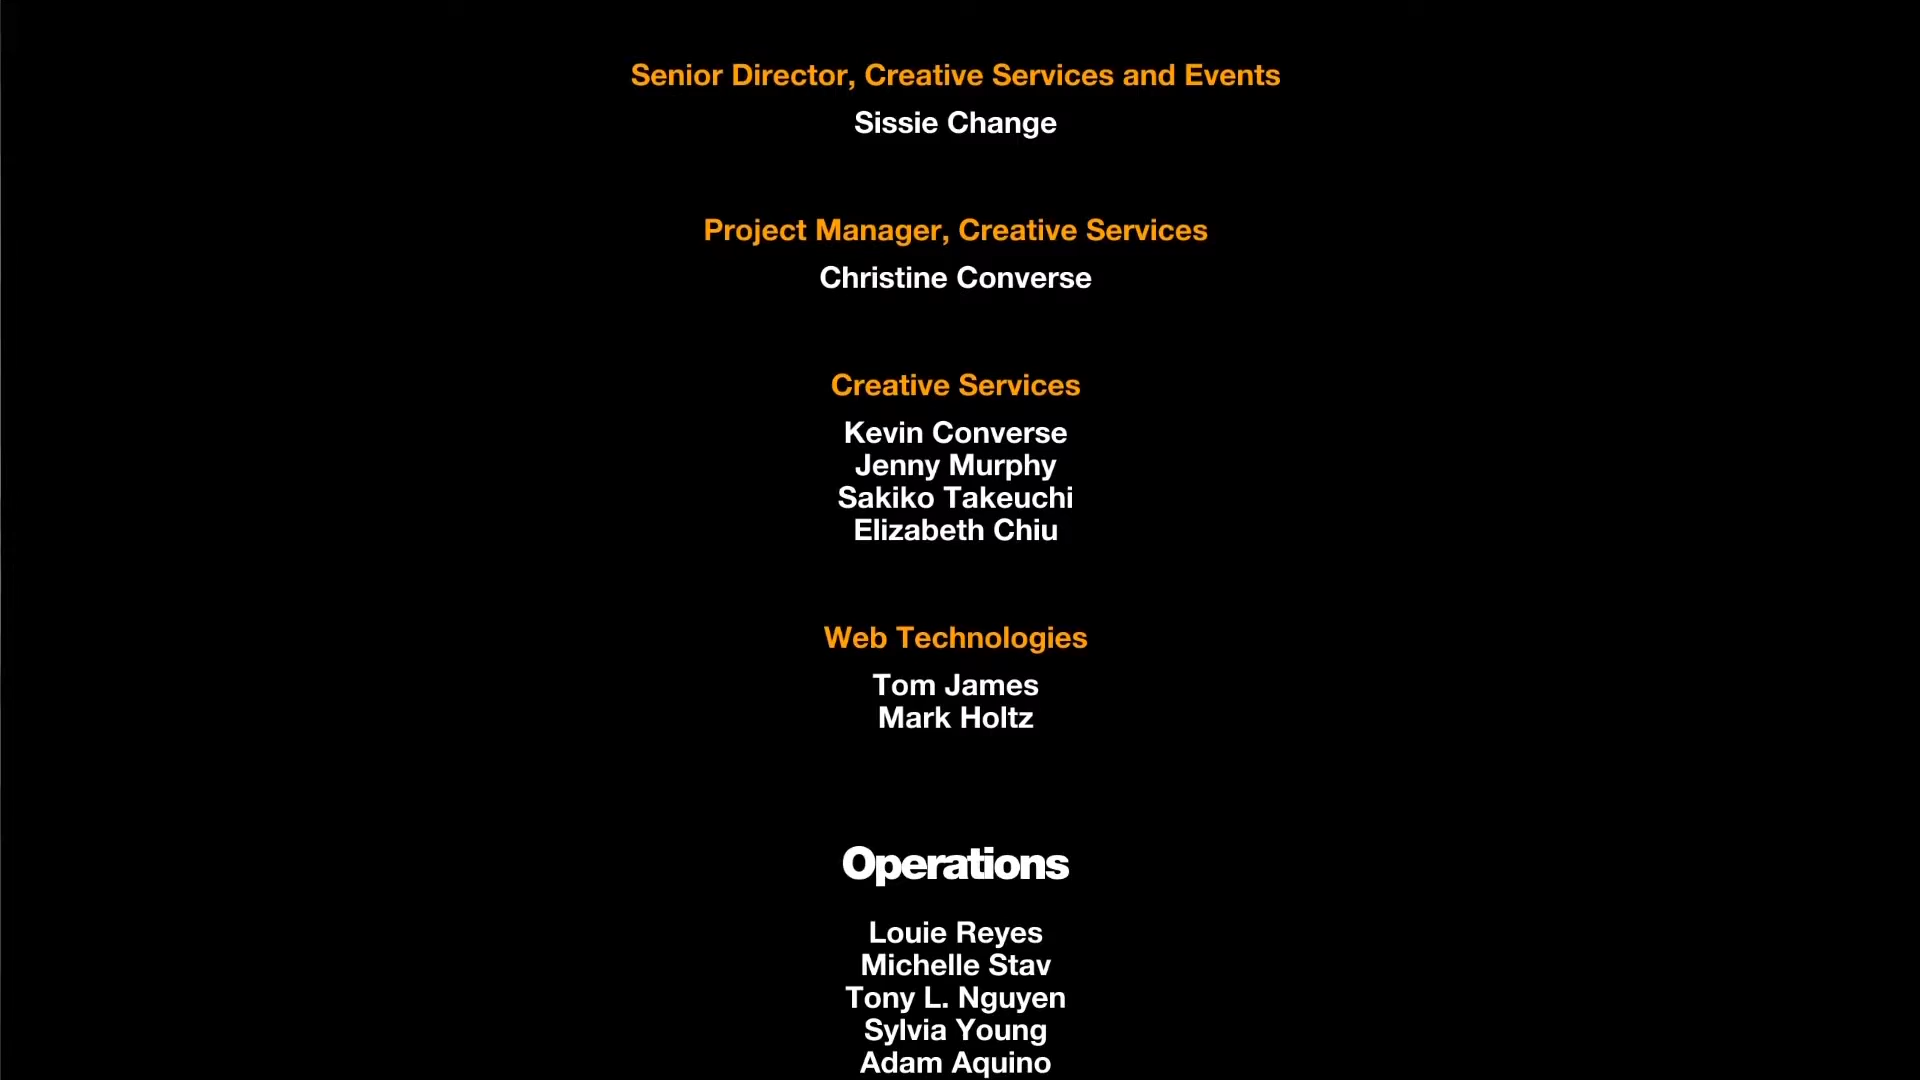 Senior Director, Creative Services and Events
Sissie Change
Project Manager, Creative Services
Christine Converse
Creative Services
Kevin Converse
Jenny Murphy
Sakiko Takeuchi
Elizabeth Chiu
Web Technologies
Tom James
Mark Holtz
Operations
Louie Reyes
Michelle Stav
Tony L. Nguyen
Sylvia Young
Adam Aquino